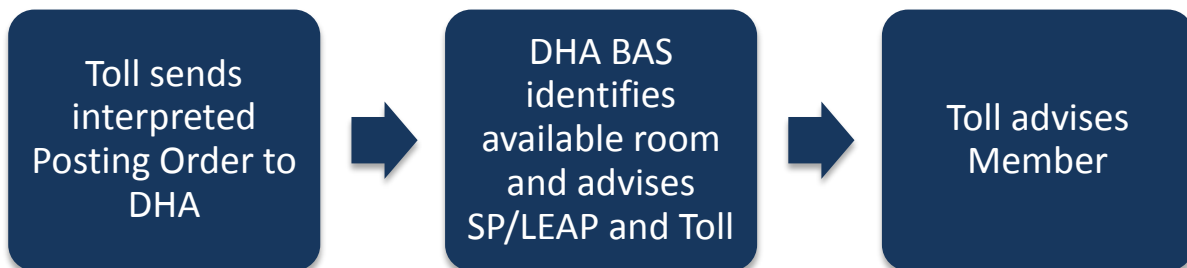 Toll sends
interpreted
Posting Order to
DHA
DHA BAS
identifies
available room
and advises
SP/LEAP and Toll
Toll advises
Member